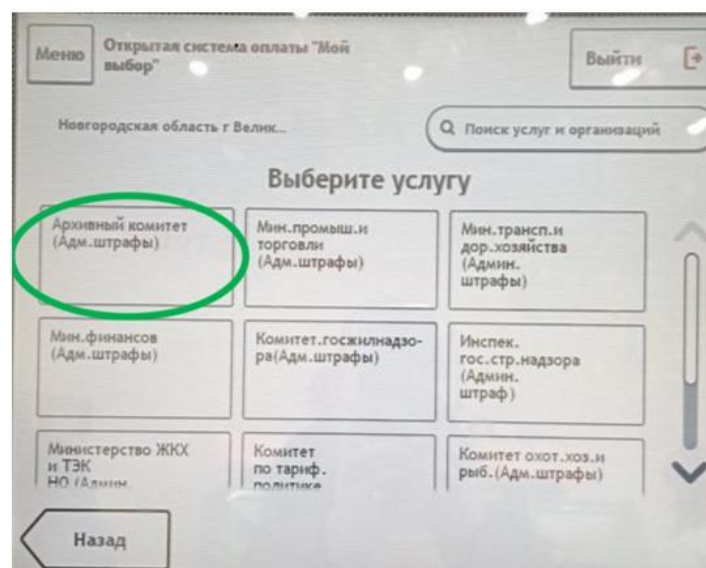 Меню
Открытая система оплаты "Мой
выбор"
Выйти
Новгородская область г Велик...
Поиск услуг и организаций
Выберите услугу
Архивный комитет
(Адм.штрафы)
Мин.промыш.и
торговли
(Адм.штрафы)
Мин.трансп.и
дор.хозяйства
(Админ.
штрафы)
Мин.финансов
(Адм.штрафы)
Комитет.госжилнадзо-
ра(Адм.штрафы)
Инспек.
гос.стр.надзора
(Админ.
штраф)
Министерство ЖКХ
и ТЭК
НО (Админ.
Комитет
по тариф.
политике
Комитет охот.хоз.и
рыб.(Адм.штрафы)
Назад